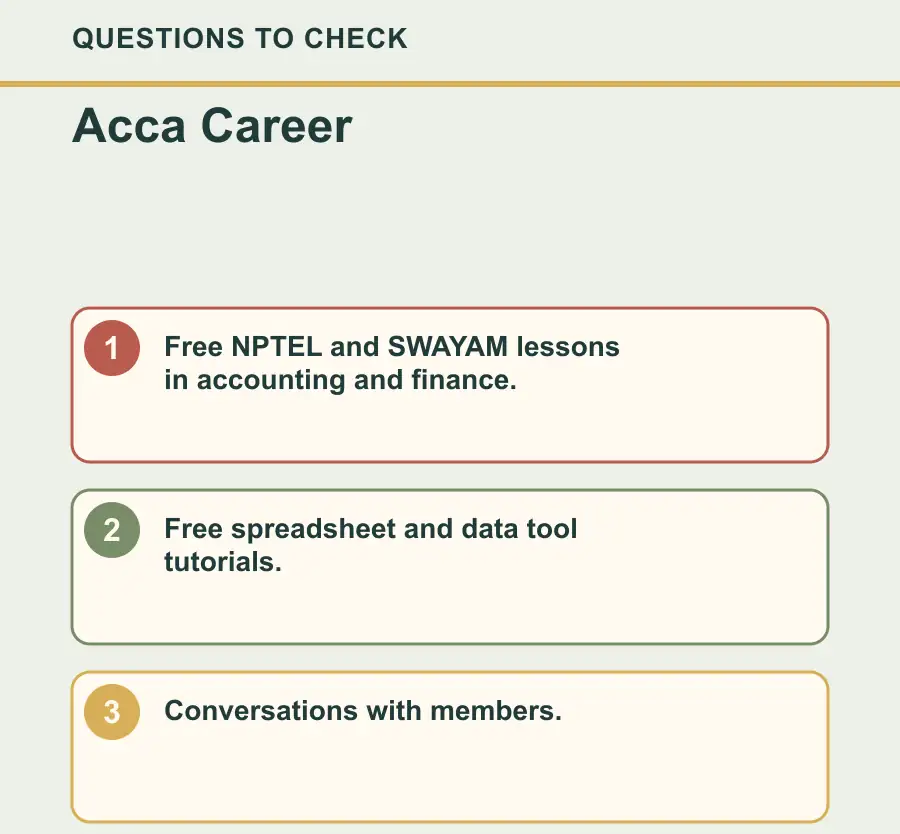 QUESTIONS TO CHECK
Acca Career
1
Free NPTEL and SWAYAM lessons
in accounting and finance.
2
Free spreadsheet and data tool
tutorials.
3
Conversations with members.